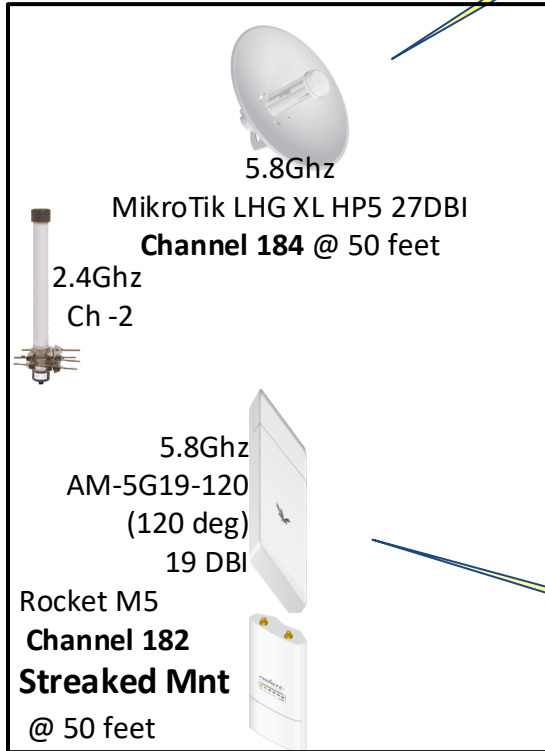 5.8Ghz
MikroTik LHG XL HP5 27DBI
Channel 184 @ 50 feet
2.4Ghz
Ch -2
5.8Ghz
AM-5G19-120
(120 deg)
19 DBI
Rocket M5
Channel 182
Streaked Mnt
@ 50 feet